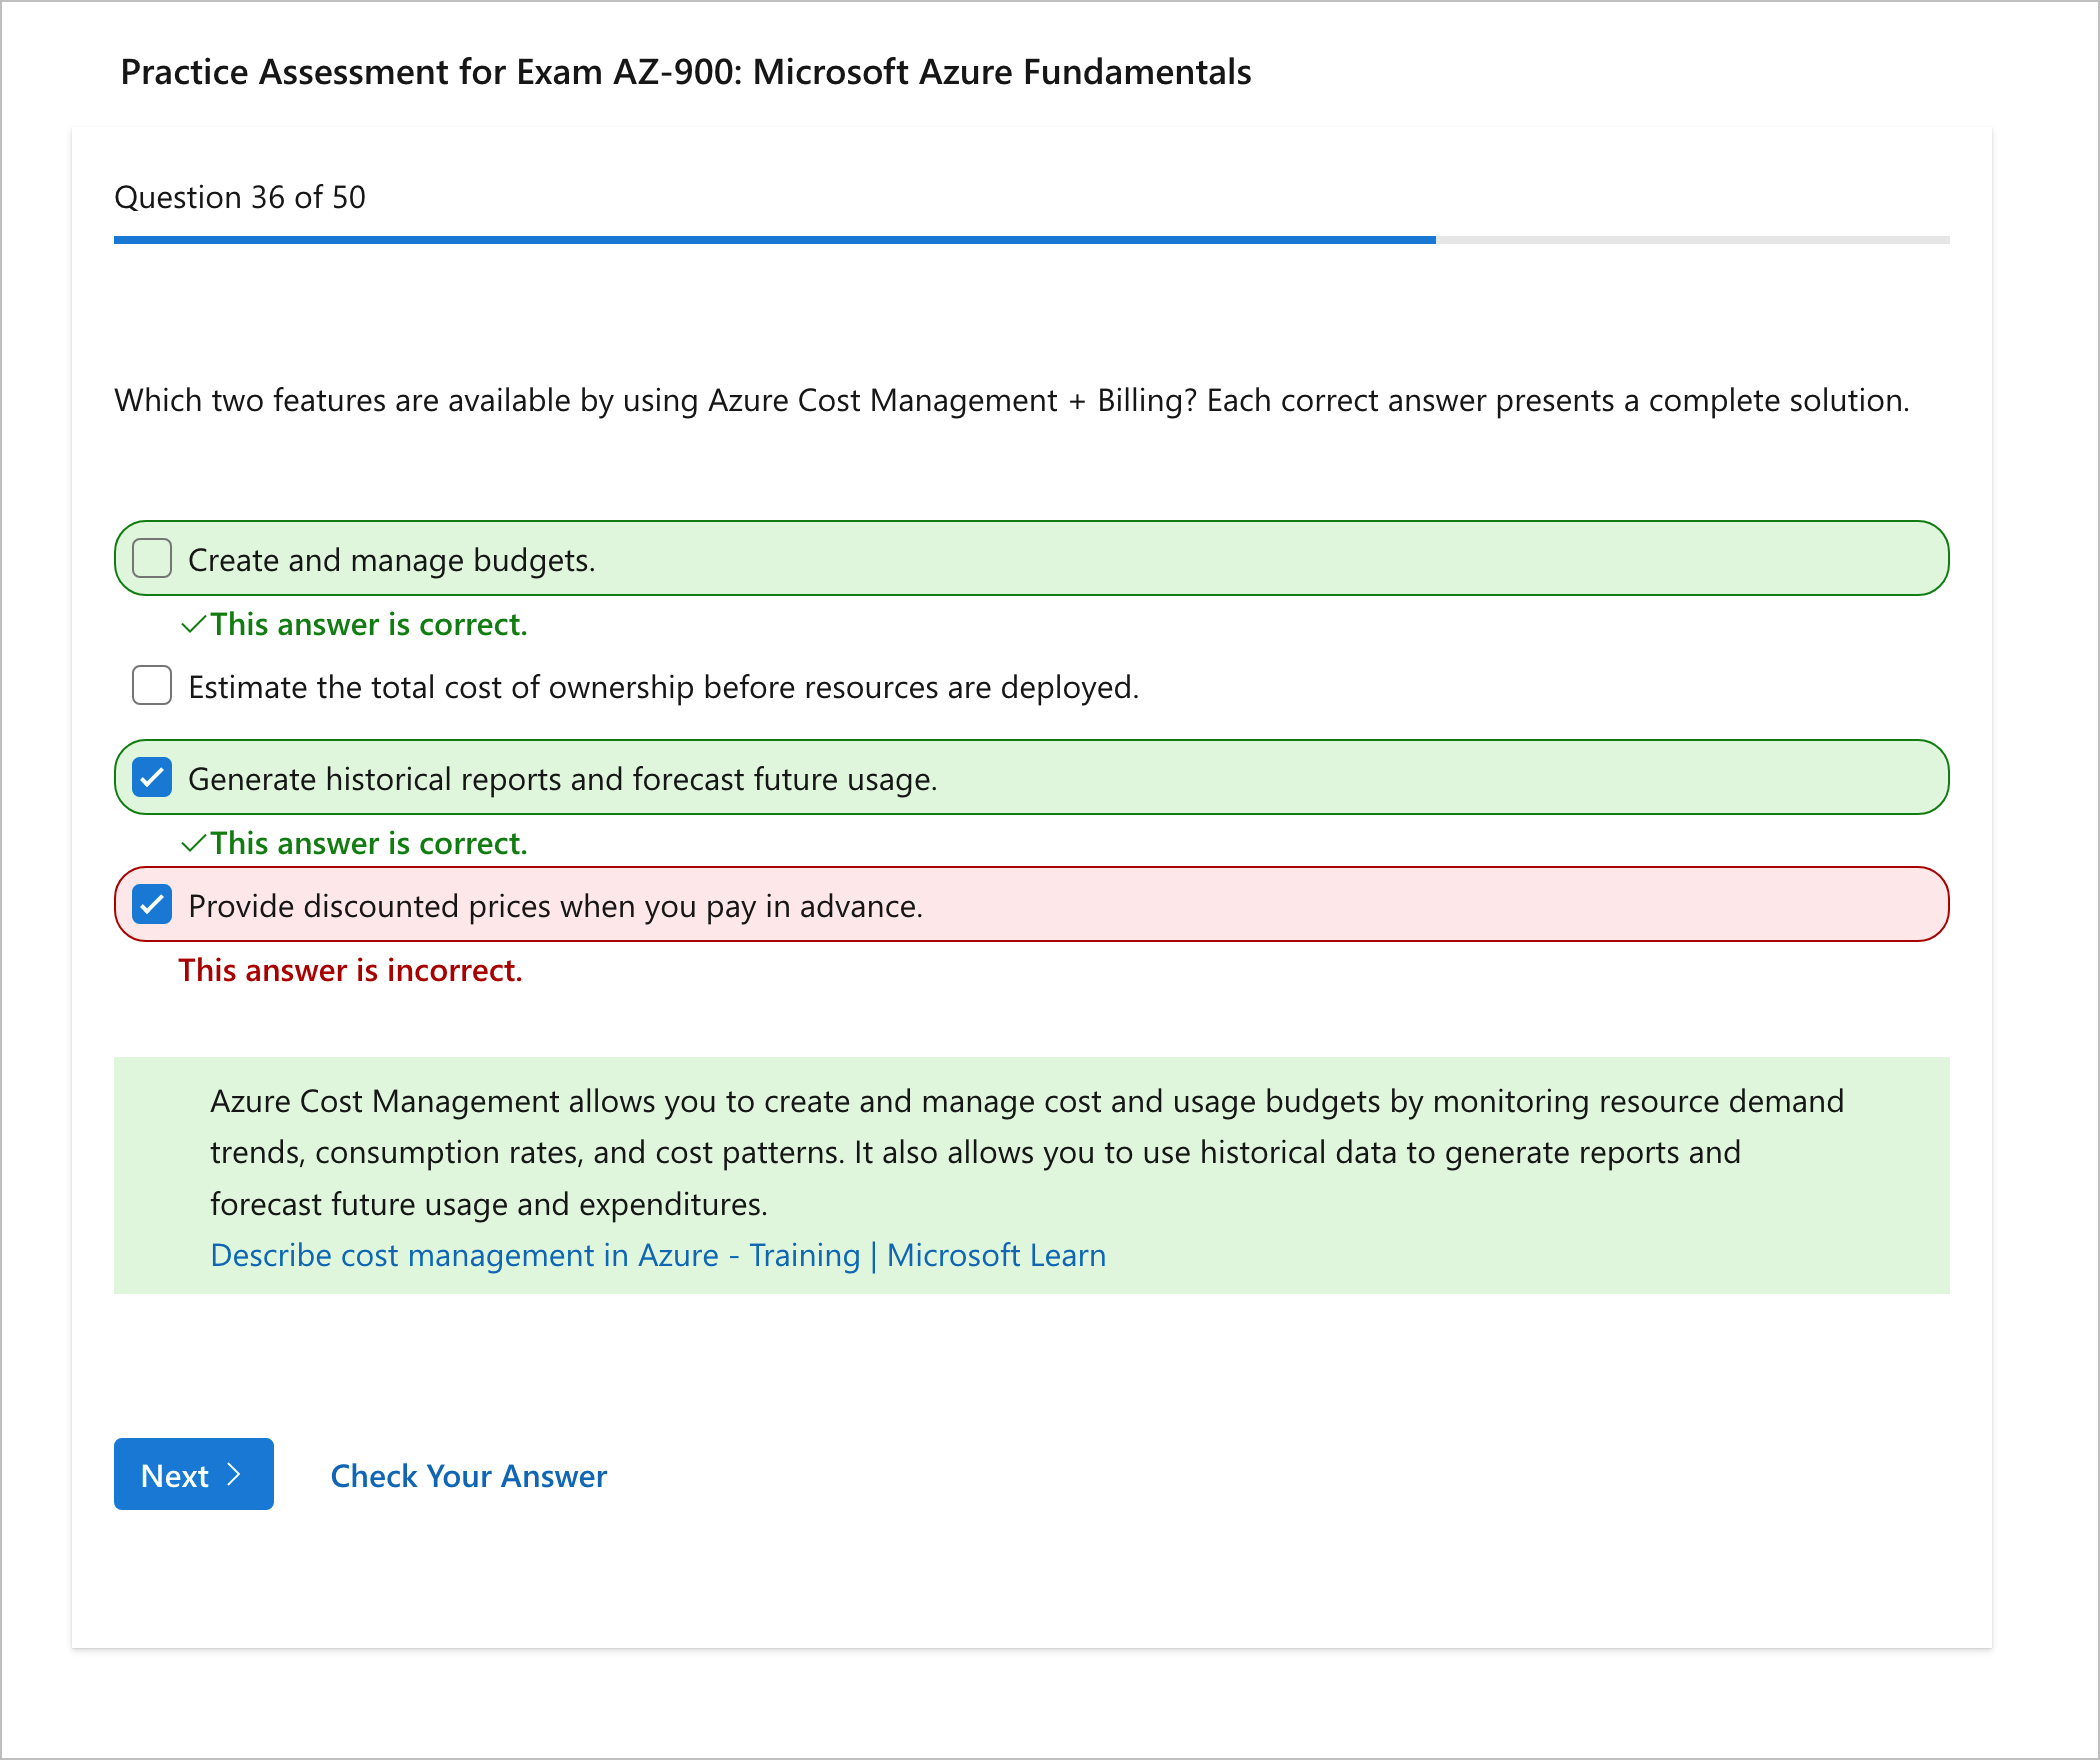 Practice Assessment for Exam AZ-900: Microsoft Azure Fundamentals
Question 36 of 50
Which two features are available by using Azure Cost Management + Billing? Each correct answer presents a complete solution.
Create and manage budgets.
This answer is correct.
Estimate the total cost of ownership before resources are deployed.
Generate historical reports and forecast future usage.
This answer is correct.
Provide discounted prices when you pay in advance.
This answer is incorrect.
Azure Cost Management allows you to create and manage cost and usage budgets by monitoring resource demand
trends, consumption rates, and cost patterns. It also allows you to use historical data to generate reports and
forecast future usage and expenditures.
Describe cost management in Azure - Training | Microsoft Learn
Next
Check Your Answer